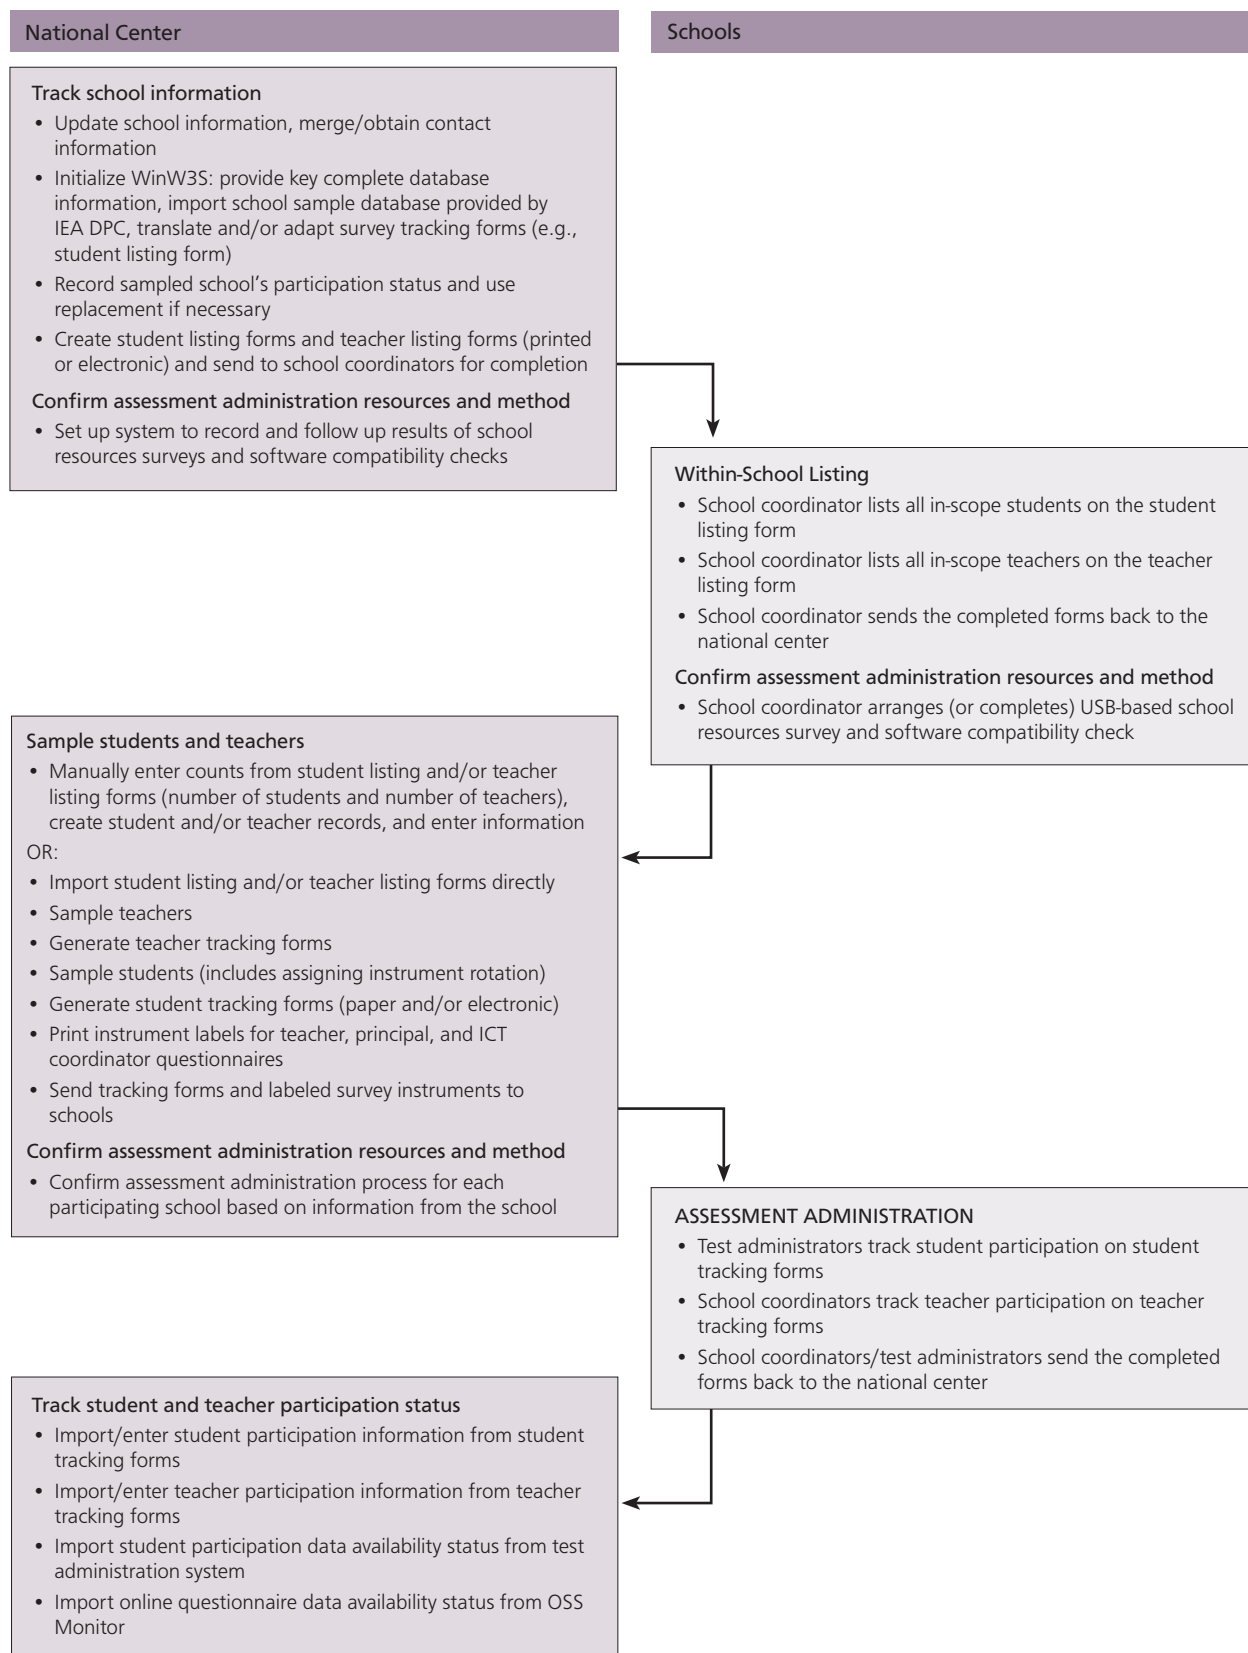 National Center
Schools
Track school information
• Update school information, merge/obtain contact
information
• Initialize WinW3S: provide key complete database
information, import school sample database provided by
IEA DPC, translate and/or adapt survey tracking forms (e.g.,
student listing form)
• Record sampled school's participation status and use
replacement if necessary
• Create student listing forms and teacher listing forms (printed
or electronic) and send to school coordinators for completion
Confirm assessment administration resources and method
• Set up system to record and follow up results of school
resources surveys and software compatibility checks
Within-School Listing
• School coordinator lists all in-scope students on the student
listing form
• School coordinator lists all in-scope teachers on the teacher
listing form
• School coordinator sends the completed forms back to the
national center
Confirm assessment administration resources and method
• School coordinator arranges (or completes) USB-based school
resources survey and software compatibility check
Sample students and teachers
• Manually enter counts from student listing and/or teacher
listing forms (number of students and number of teachers),
create student and/or teacher records, and enter information
OR:
• Import student listing and/or teacher listing forms directly
• Sample teachers
• Generate teacher tracking forms
• Sample students (includes assigning instrument rotation)
• Generate student tracking forms (paper and/or electronic)
• Print instrument labels for teacher, principal, and ICT
coordinator questionnaires
• Send tracking forms and labeled survey instruments to
schools
Confirm assessment administration resources and method
• Confirm assessment administration process for each
participating school based on information from the school
ASSESSMENT ADMINISTRATION
• Test administrators track student participation on student
tracking forms
• School coordinators track teacher participation on teacher
tracking forms
• School coordinators/test administrators send the completed
forms back to the national center
Track student and teacher participation status
• Import/enter student participation information from student
tracking forms
• Import/enter teacher participation information from teacher
tracking forms
• Import student participation data availability status from test
administration system
• Import online questionnaire data availability status from OSS
Monitor